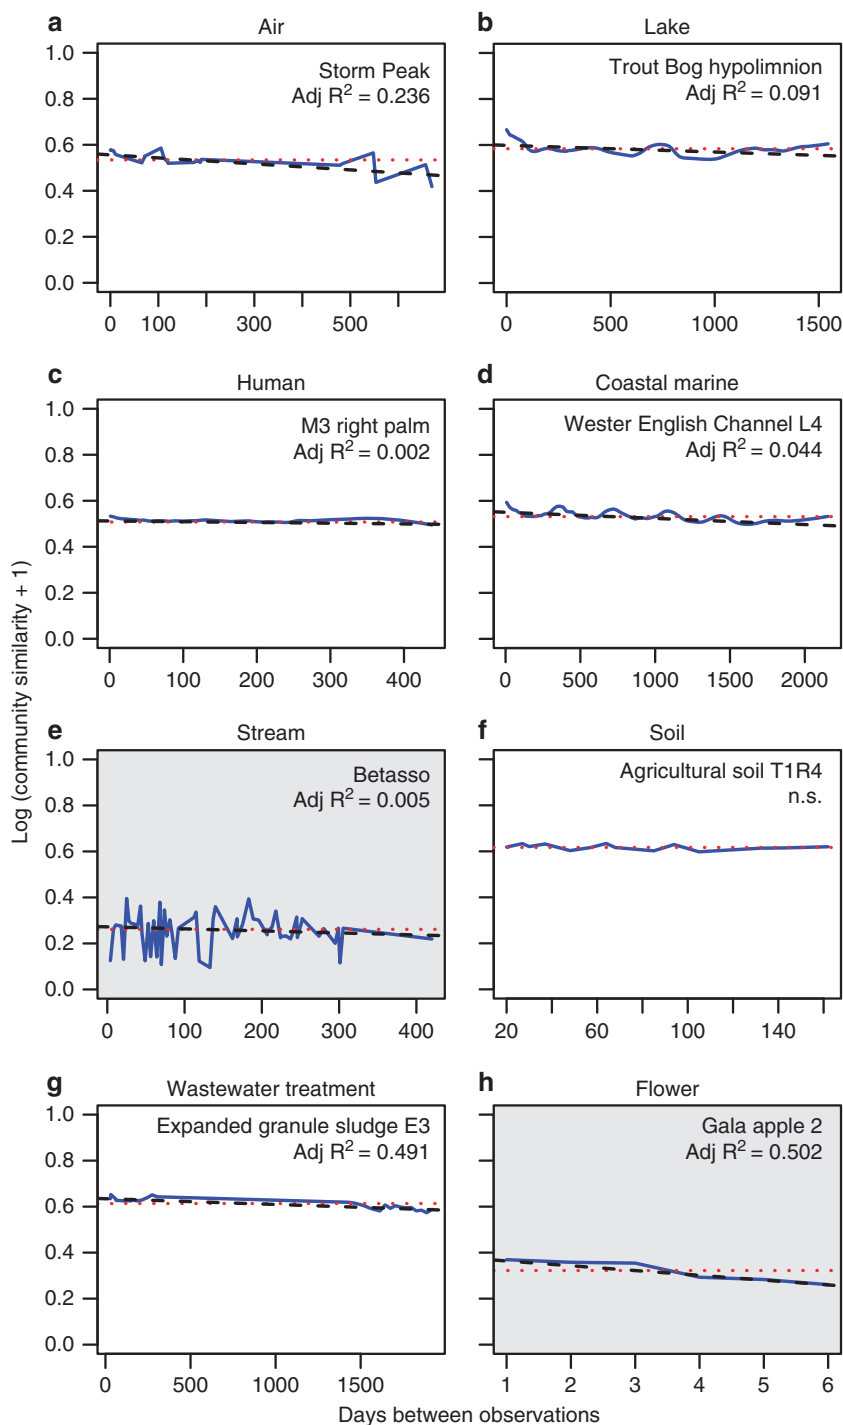 a Air
Storm Peak
Adj R² = 0.236
1.0
0.8
0.6
0.4
0.2
0.0
0 100 300 500
b Lake
Trout Bog hypolimnion
Adj R² = 0.091
0 500 1000 1500
c Human
M3 right palm
Adj R² = 0.002
1.0
0.8
0.6
0.4
0.2
0.0
0 100 200 300 400
d Coastal marine
Wester English Channel L4
Adj R² = 0.044
0 500 1000 1500 2000
Log (community similarity + 1)
e Stream
Betasso
Adj R² = 0.005
1.0
0.8
0.6
0.4
0.2
0.0
0 100 200 300 400
f Soil
Agricultural soil T1R4
n.s.
20 60 100 140
g Wastewater treatment
Expanded granule sludge E3
Adj R² = 0.491
1.0
0.8
0.6
0.4
0.2
0.0
0 500 1000 1500
h Flower
Gala apple 2
Adj R² = 0.502
1 2 3 4 5 6
Days between observations